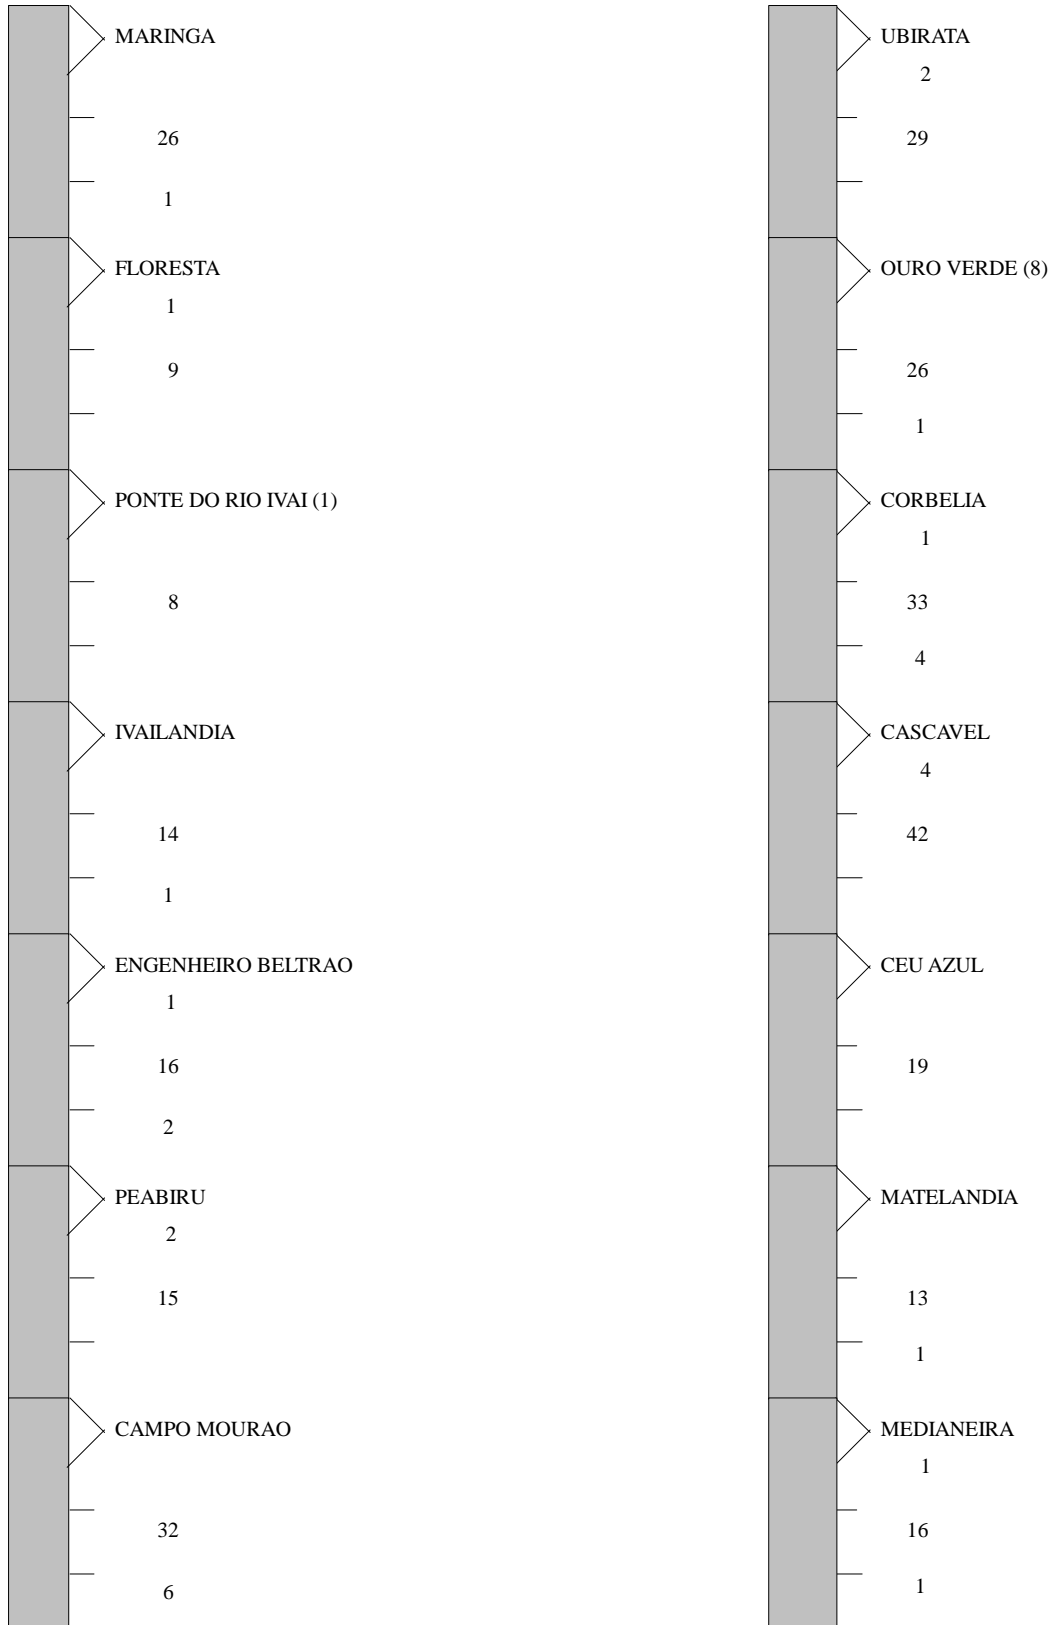 MARINGA
26
1
FLORESTA
1
9
PONTE DO RIO IVAI (1)
8
IVAILANDIA
14
1
ENGENHEIRO BELTRAO
1
16
2
PEABIRU
2
15
CAMPO MOURAO
32
6
UBIRATA
2
29
OURO VERDE (8)
26
1
CORBELIA
1
33
4
CASCAVEL
4
42
CEU AZUL
19
MATELANDIA
13
1
MEDIANEIRA
1
16
1